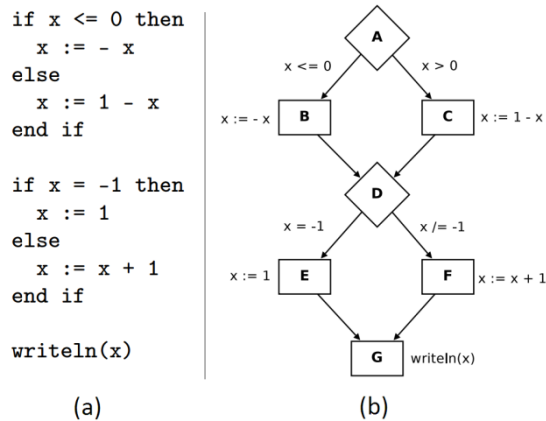 if x <= 0 then
x := - x
else
x := 1 - x
end if
if x = -1 then
x := 1
else
x := x + 1
end if
writeln(x)
(a)
A
x <= 0
x > 0
x := - x
B
C
x := 1 - x
D
x = -1
x /= -1
x := 1
E
F
x := x + 1
G
writeln(x)
(b)